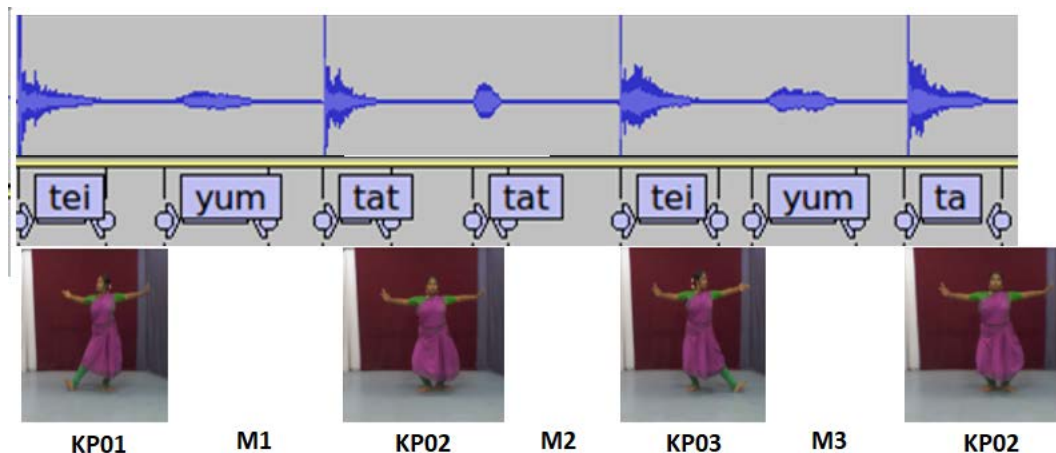 tei yum tat tat tei yum ta
KP01 M1 KP02 M2 KP03 M3 KP02